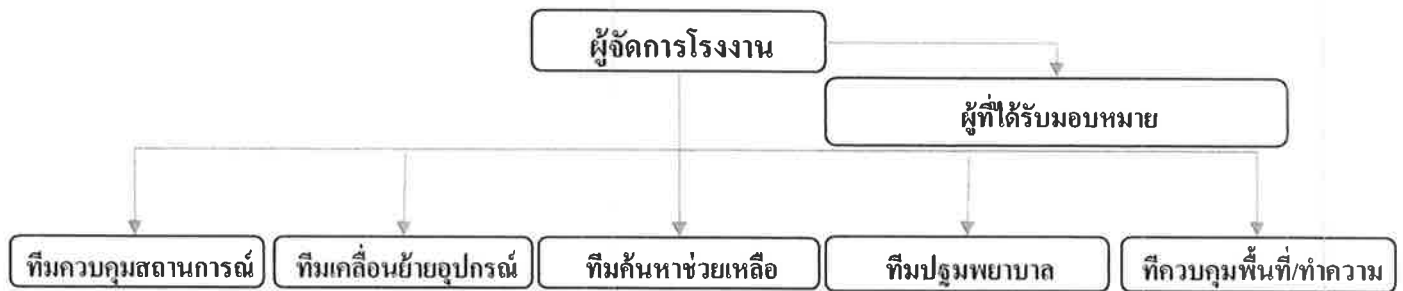 ผู้จัดการโรงงาน
ผู้ที่ได้รับมอบหมาย
ทีมควบคุมสถานการณ์
ทีมเคลื่อนย้ายอุปกรณ์
ทีมค้นหาช่วยเหลือ
ทีมปฐมพยาบาล
ทีควบคุมพื้นที่/ทำความ